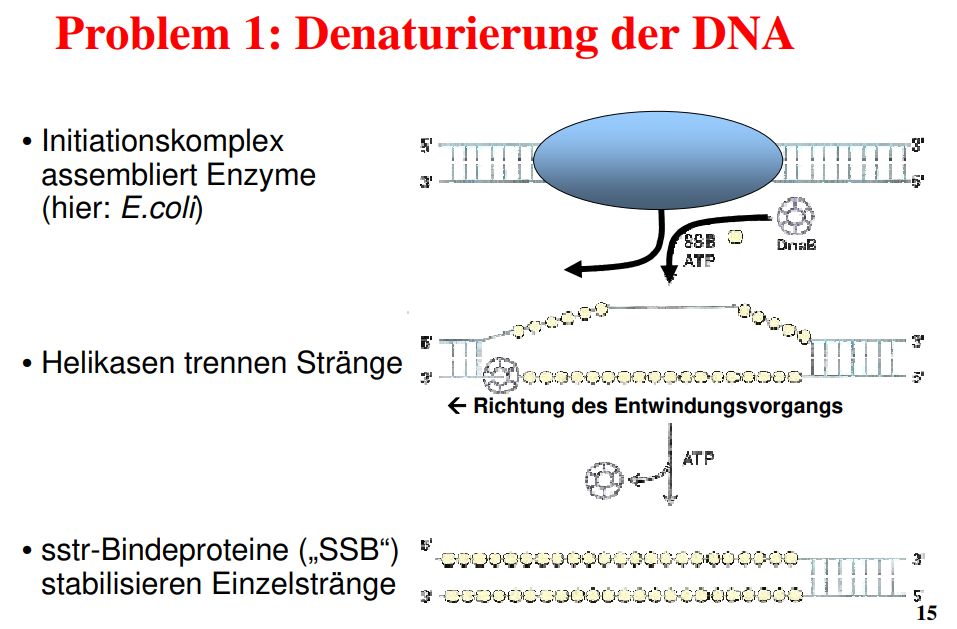 Problem 1: Denaturierung der DNA
• Initiationskomplex
assembliert Enzyme
(hier: E.coli)
5'
3'
3'
5'
SSB
ATP
DnaB
• Helikasen trennen Stränge
5'
3'
3'
5'
← Richtung des Entwindungsvorgangs
ATP
• sstr-Bindeproteine („SSB“)
stabilisieren Einzelstränge
5'
3'
3'
5'
15